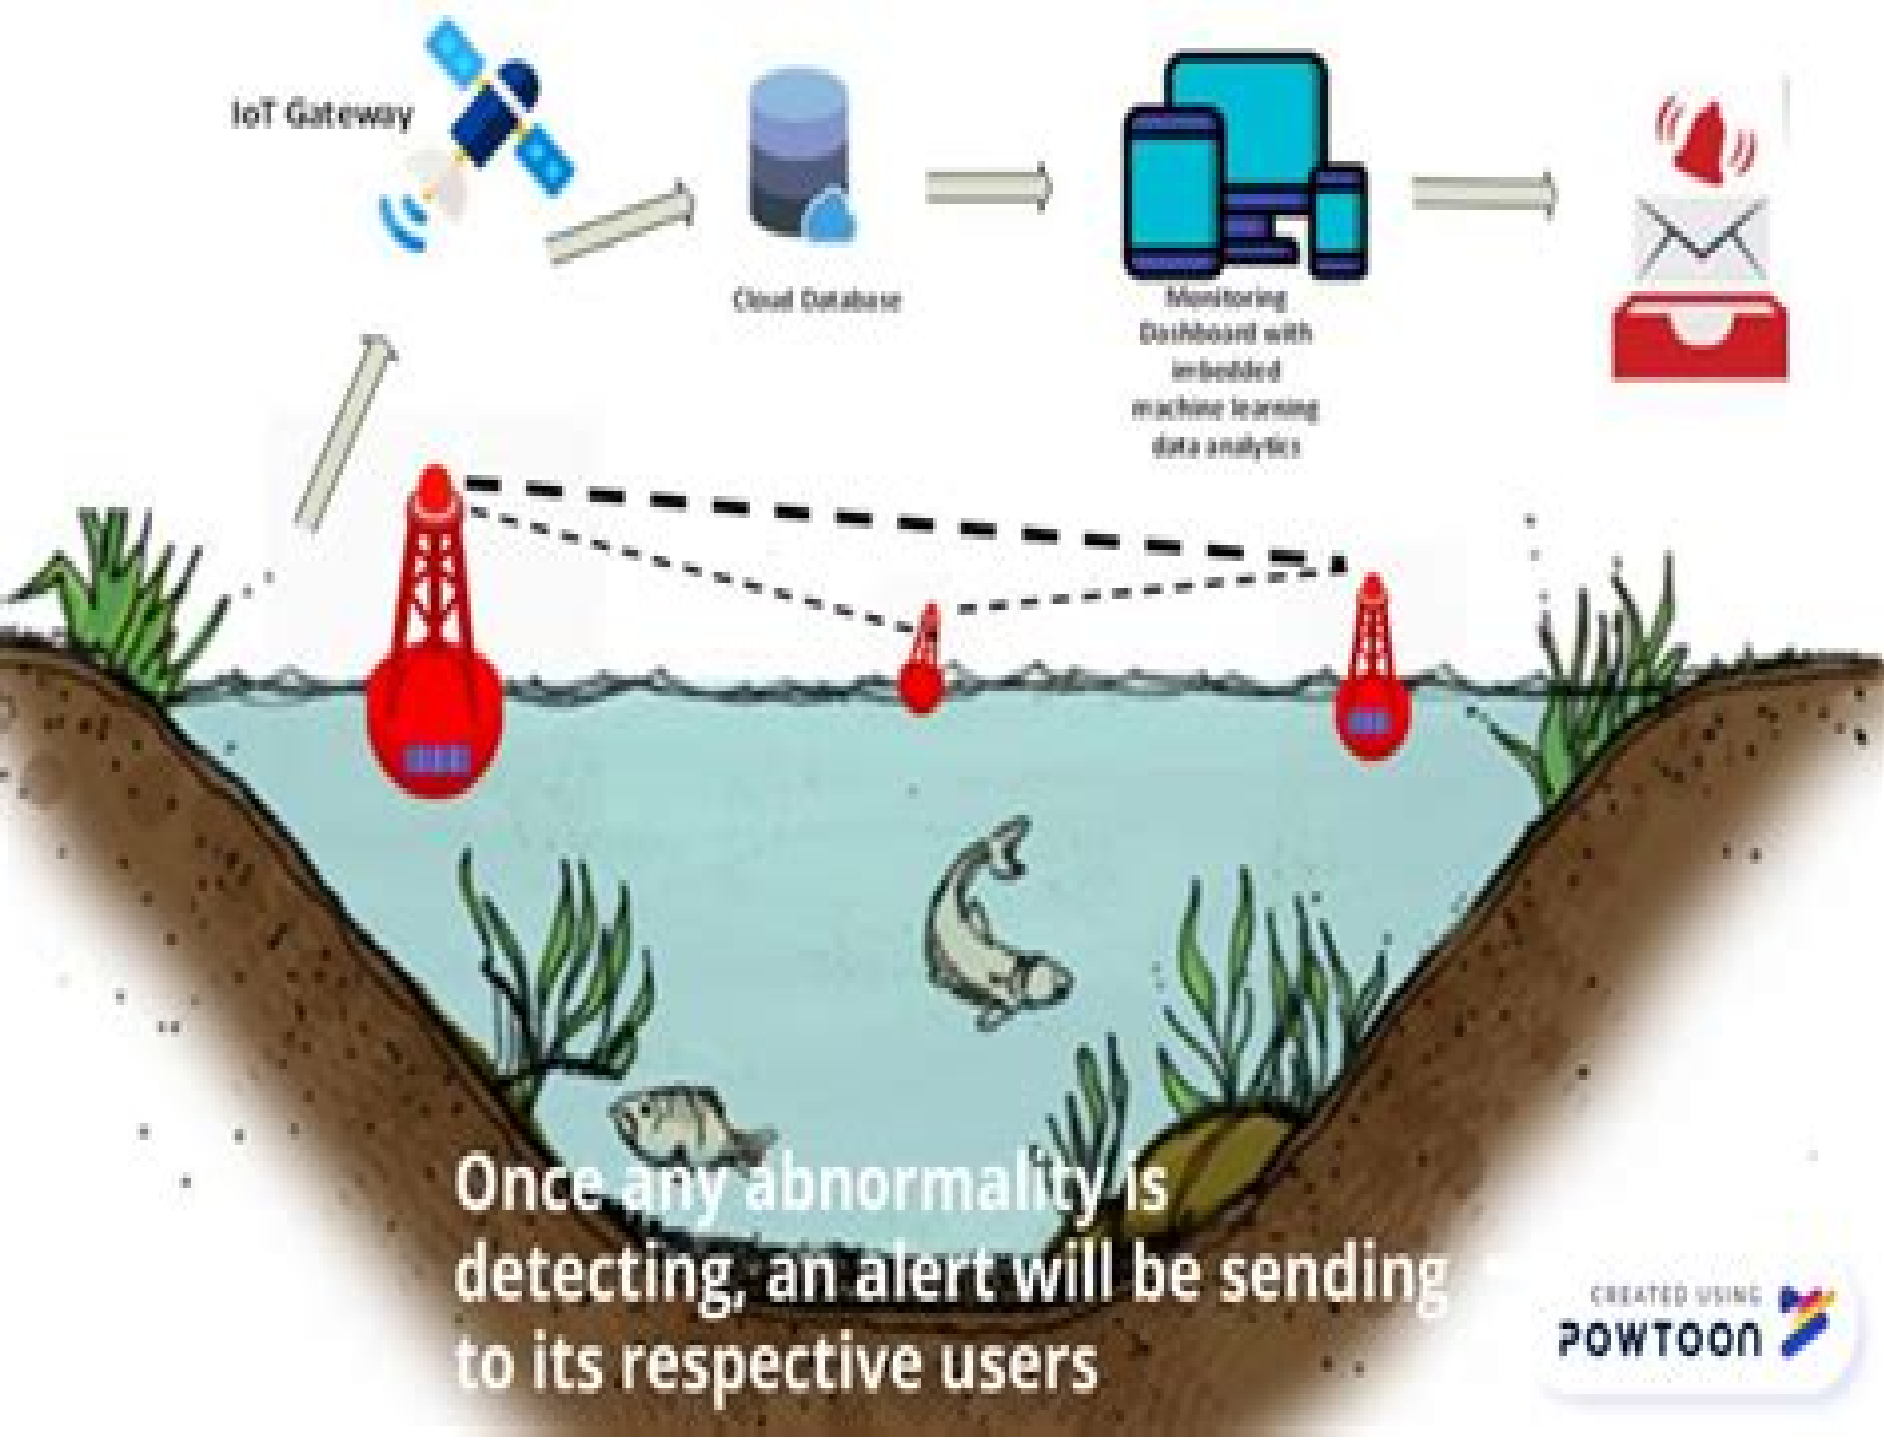 IoT Gateway
Cloud Database
Monitoring
Dashboard with
imbedded
machine learning
data analytics
Once any abnormality is
detecting, an alert will be sending
to its respective users
CREATED USING
POWTOON